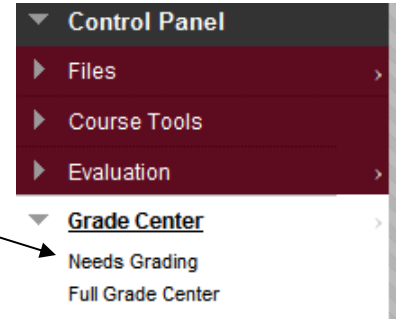 Control Panel
Files
Course Tools
Evaluation
Grade Center
Needs Grading
Full Grade Center